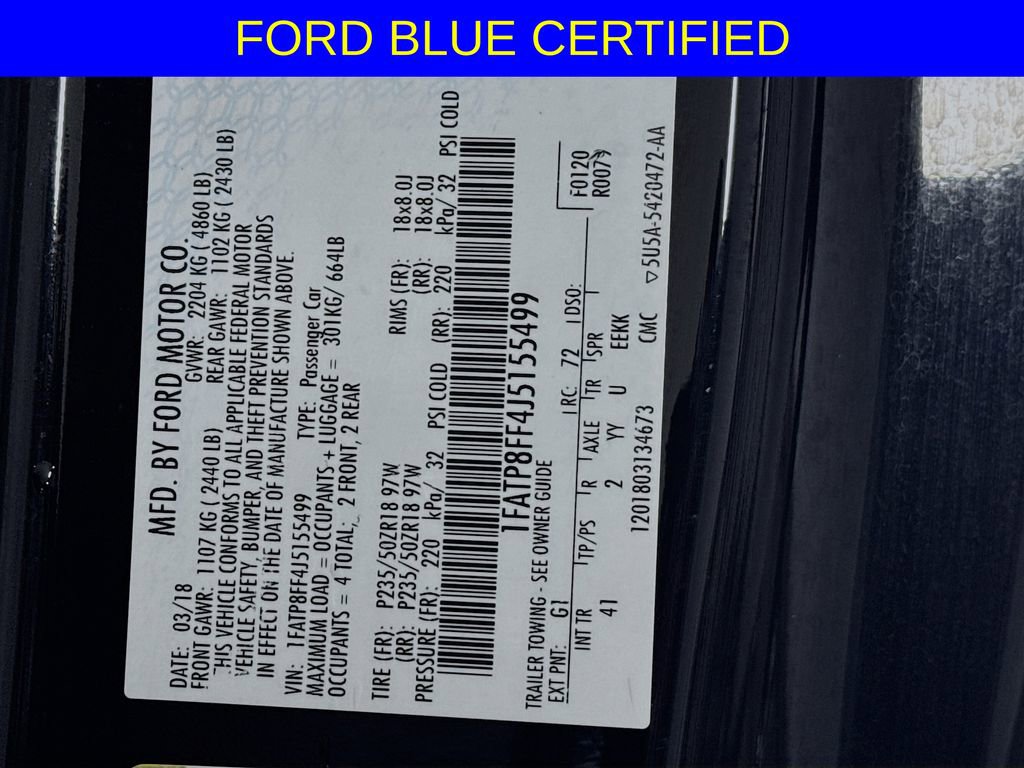 FORD BLUE CERTIFIED
MFD. BY FORD MOTOR CO.
DATE: 03/18 GVWR: 2204 KG ( 4860 LB)
FRONT GAWR: 1107 KG ( 2440 LB) REAR GAWR: 1102 KG ( 2430 LB)
THIS VEHICLE CONFORMS TO ALL APPLICABLE FEDERAL MOTOR
VEHICLE SAFETY, BUMPER, AND THEFT PREVENTION STANDARDS
IN EFFECT ON THE DATE OF MANUFACTURE SHOWN ABOVE.
VIN: 1FATP8FF4J5155499 TYPE: Passenger Car
MAXIMUM LOAD = OCCUPANTS + LUGGAGE = 301KG/ 664LB
OCCUPANTS = 4 TOTAL; 2 FRONT, 2 REAR
TIRE (FR): P235/50ZR18 97W RIMS (FR): 18x8.0J
(RR): P235/50ZR18 97W (RR): 18x8.0J
PRESSURE (FR): 220 kPa/ 32 PSI COLD (RR): 220 kPa/ 32 PSI COLD
1FATP8FF4J5155499
TRAILER TOWING - SEE OWNER GUIDE
EXT PNT: G1 RC: 72 DSO: F0120
R0079
INT TR TP/PS R AXLE TR SPR
41 2 YY U EEKK
120180313​4673 CMC ▽5U5A-5420472-AA